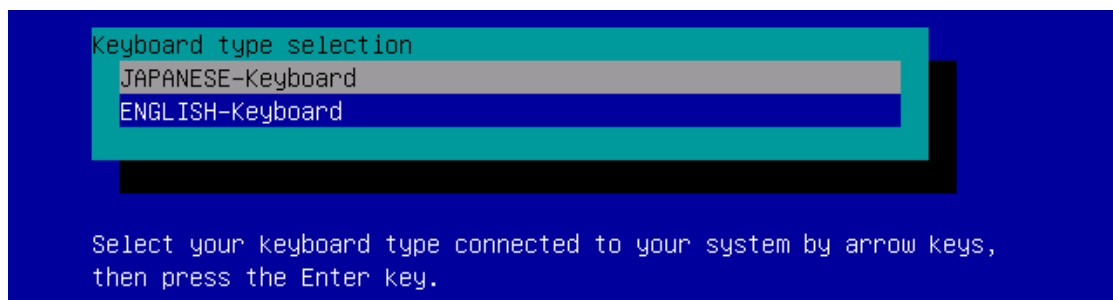 Keyboard type selection
JAPANESE-Keyboard
ENGLISH-Keyboard
Select your keyboard type connected to your system by arrow keys,
then press the Enter key.